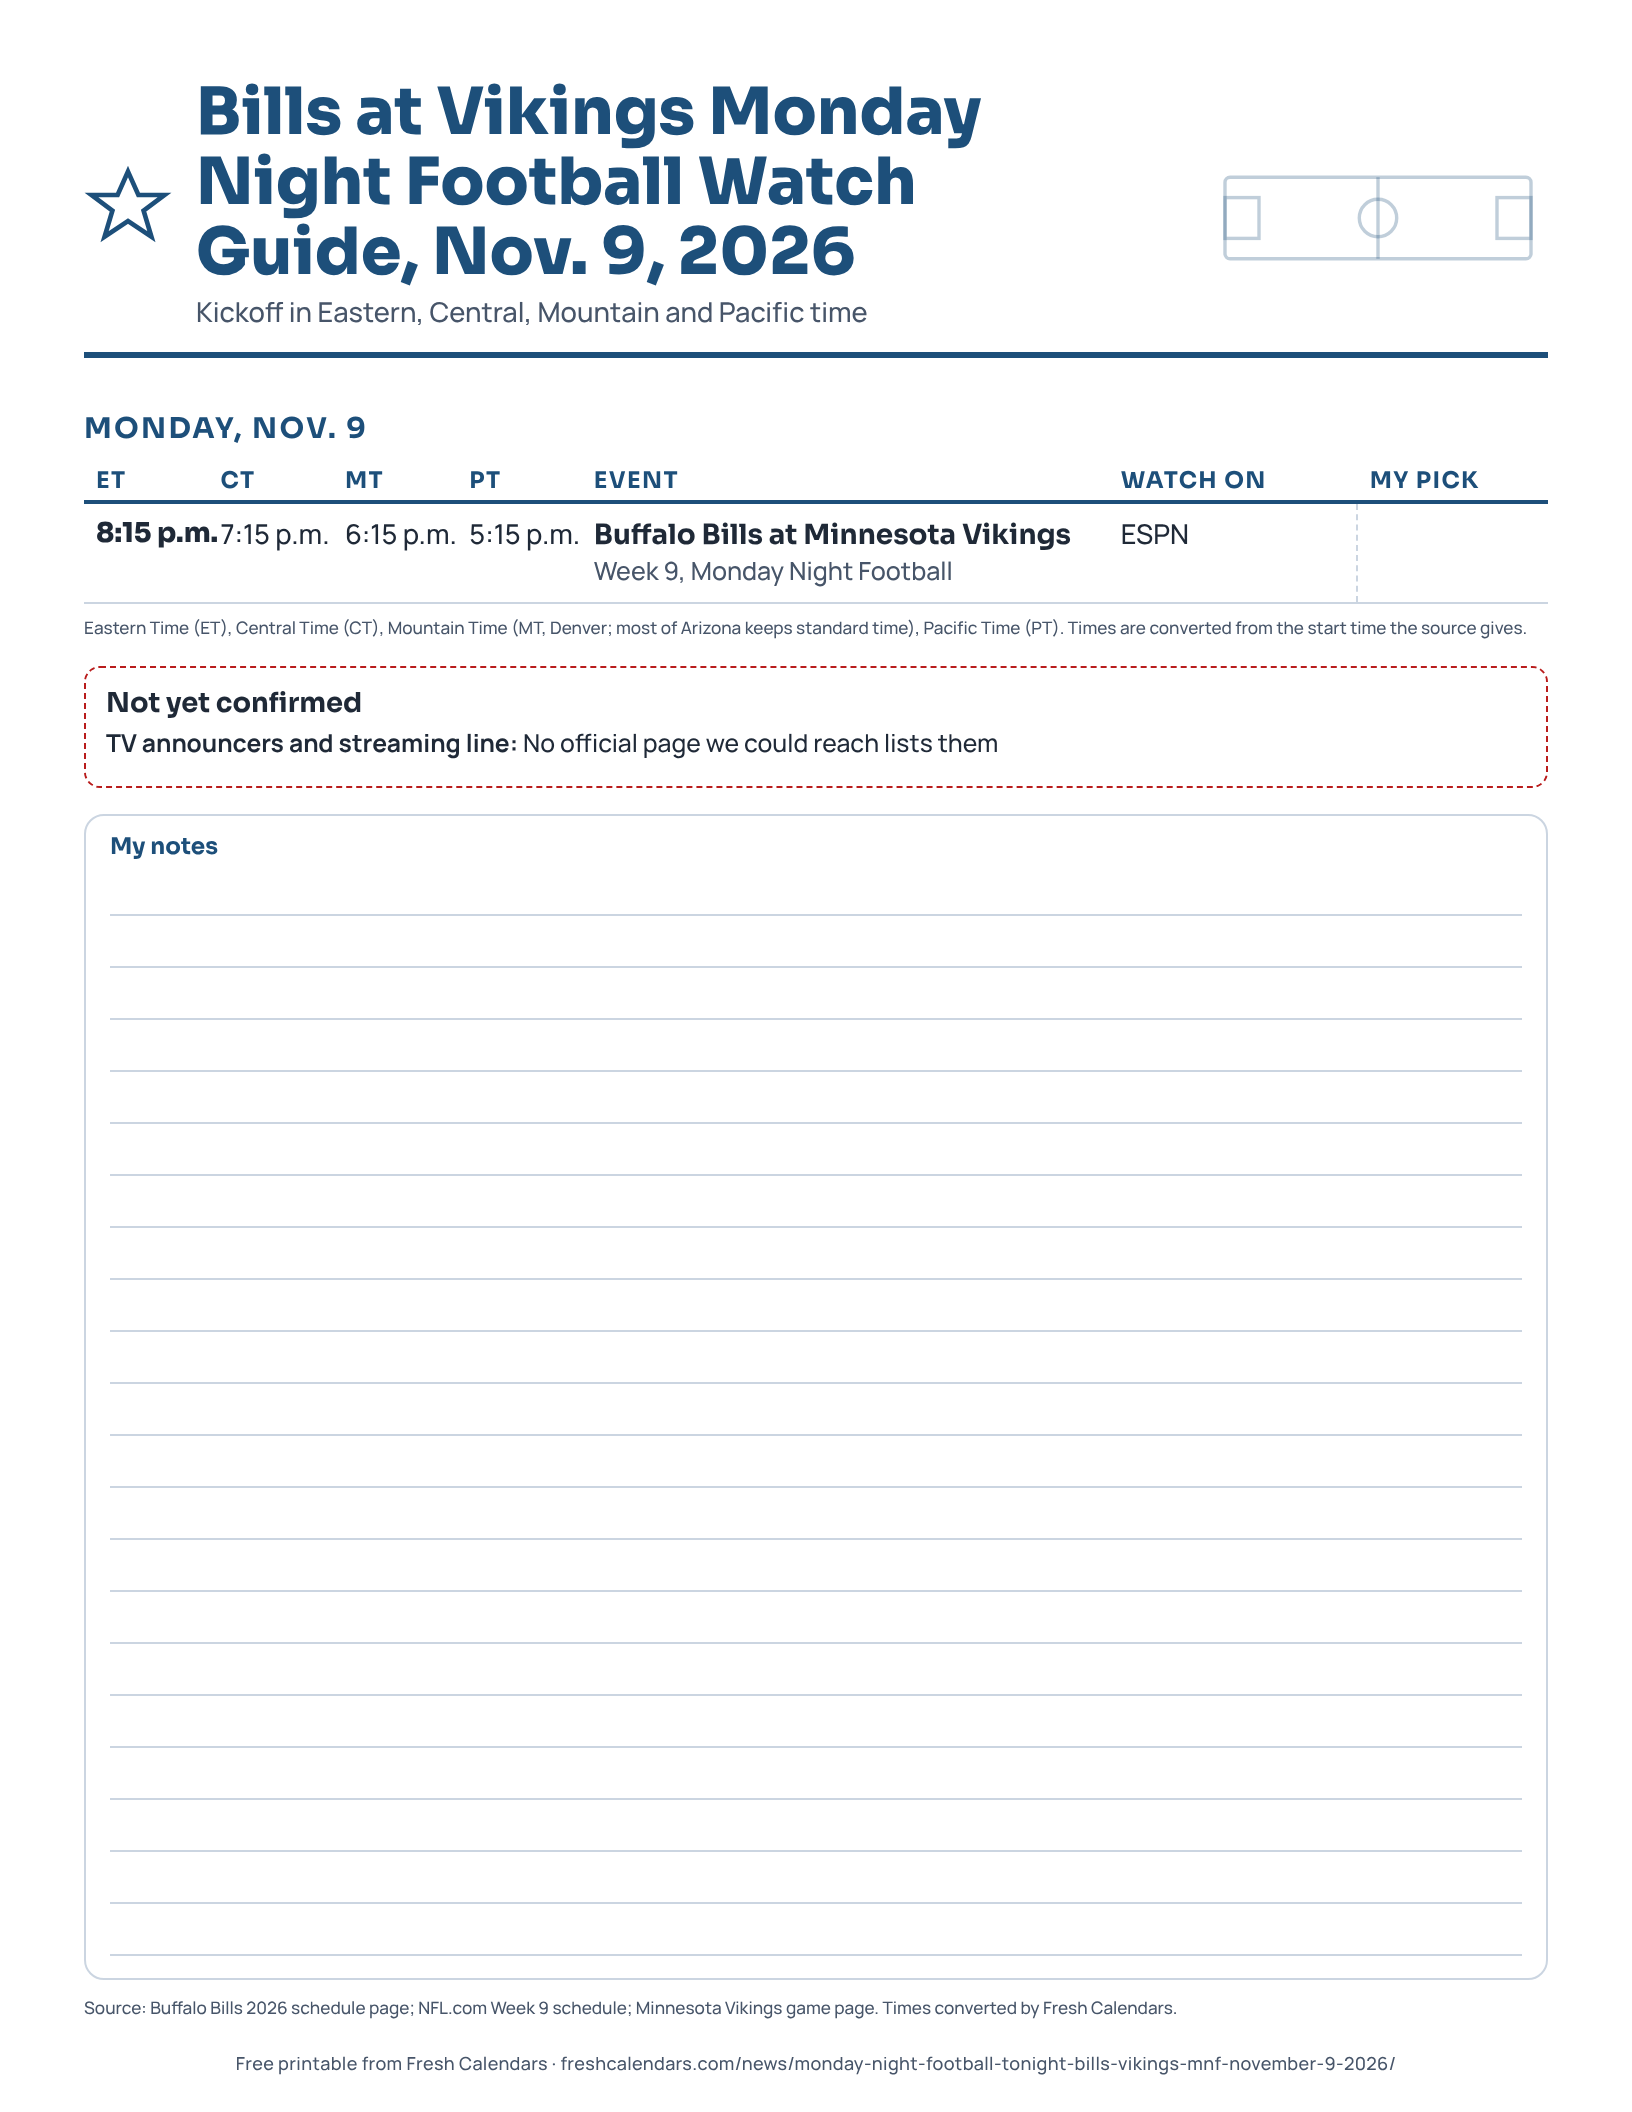 Bills at Vikings Monday
Night Football Watch
Guide, Nov. 9, 2026
Kickoff in Eastern, Central, Mountain and Pacific time
MONDAY, NOV. 9
ET CT MT PT EVENT WATCH ON MY PICK
8:15 p.m. 7:15 p.m. 6:15 p.m. 5:15 p.m. Buffalo Bills at Minnesota Vikings ESPN
Week 9, Monday Night Football
Eastern Time (ET), Central Time (CT), Mountain Time (MT, Denver; most of Arizona keeps standard time), Pacific Time (PT). Times are converted from the start time the source gives.
Not yet confirmed
TV announcers and streaming line: No official page we could reach lists them
My notes
Source: Buffalo Bills 2026 schedule page; NFL.com Week 9 schedule; Minnesota Vikings game page. Times converted by Fresh Calendars.
Free printable from Fresh Calendars · freshcalendars.com/news/monday-night-football-tonight-bills-vikings-mnf-november-9-2026/